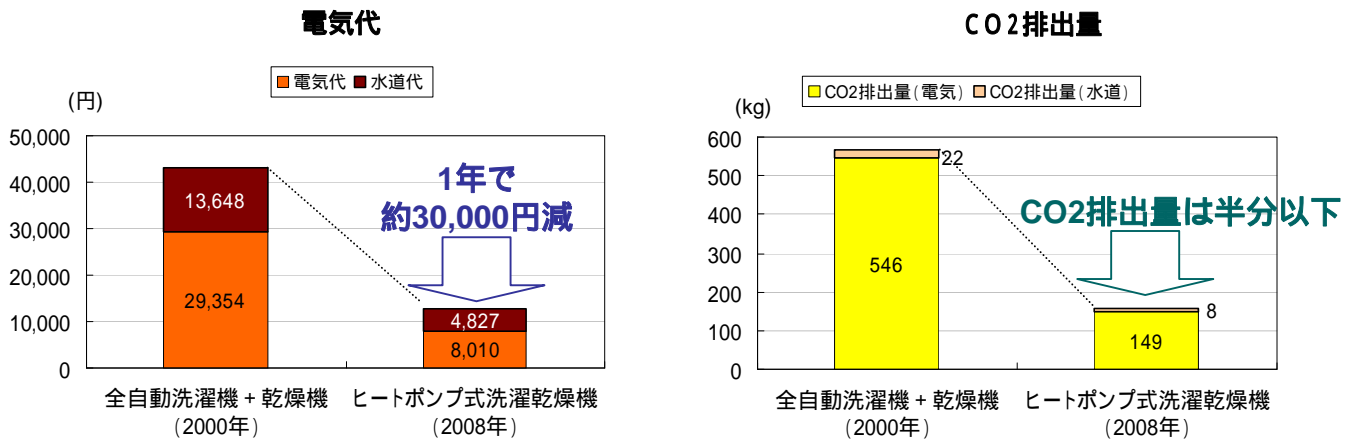 電気代
電気代 水道代
(円)
50,000
40,000
30,000
20,000
10,000
0
13,648
29,354
1年で
約30,000円減
4,827
8,010
全自動洗濯機 + 乾燥機
(2000年)
ヒートポンプ式洗濯乾燥機
(2008年)
CO2排出量
CO2排出量(電気) CO2排出量(水道)
(kg)
600
500
400
300
200
100
0
22
546
CO2排出量は半分以下
8
149
全自動洗濯機 + 乾燥機
(2000年)
ヒートポンプ式洗濯乾燥機
(2008年)